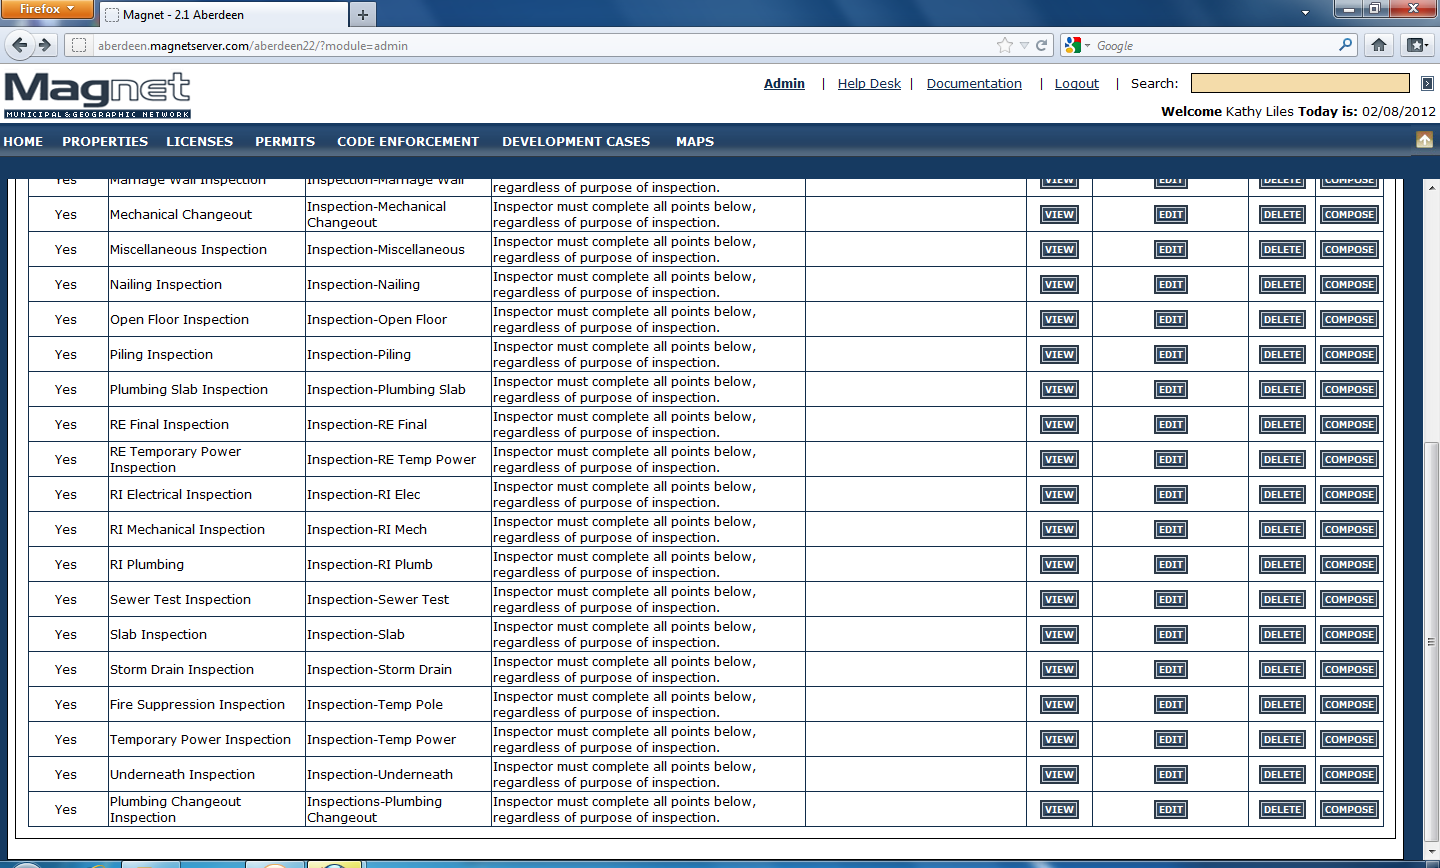 Firefox
Magnet - 2.1 Aberdeen
aberdeen.magnetserver.com/aberdeen22/?module=admin
Google
Magnet
MUNICIPAL & GEOGRAPHIC NETWORK
Admin | Help Desk | Documentation | Logout | Search:
Welcome Kathy Liles Today is: 02/08/2012
HOME PROPERTIES LICENSES PERMITS CODE ENFORCEMENT DEVELOPMENT CASES MAPS
Yes Marriage Wall Inspection Inspection-Marriage Wall regardless of purpose of inspection. VIEW EDIT DELETE COMPOSE
Yes Mechanical Changeout Inspection-Mechanical Changeout Inspector must complete all points below, regardless of purpose of inspection. VIEW EDIT DELETE COMPOSE
Yes Miscellaneous Inspection Inspection-Miscellaneous Inspector must complete all points below, regardless of purpose of inspection. VIEW EDIT DELETE COMPOSE
Yes Nailing Inspection Inspection-Nailing Inspector must complete all points below, regardless of purpose of inspection. VIEW EDIT DELETE COMPOSE
Yes Open Floor Inspection Inspection-Open Floor Inspector must complete all points below, regardless of purpose of inspection. VIEW EDIT DELETE COMPOSE
Yes Piling Inspection Inspection-Piling Inspector must complete all points below, regardless of purpose of inspection. VIEW EDIT DELETE COMPOSE
Yes Plumbing Slab Inspection Inspection-Plumbing Slab Inspector must complete all points below, regardless of purpose of inspection. VIEW EDIT DELETE COMPOSE
Yes RE Final Inspection Inspection-RE Final Inspector must complete all points below, regardless of purpose of inspection. VIEW EDIT DELETE COMPOSE
Yes RE Temporary Power Inspection Inspection-RE Temp Power Inspector must complete all points below, regardless of purpose of inspection. VIEW EDIT DELETE COMPOSE
Yes RI Electrical Inspection Inspection-RI Elec Inspector must complete all points below, regardless of purpose of inspection. VIEW EDIT DELETE COMPOSE
Yes RI Mechanical Inspection Inspection-RI Mech Inspector must complete all points below, regardless of purpose of inspection. VIEW EDIT DELETE COMPOSE
Yes RI Plumbing Inspection-RI Plumb Inspector must complete all points below, regardless of purpose of inspection. VIEW EDIT DELETE COMPOSE
Yes Sewer Test Inspection Inspection-Sewer Test Inspector must complete all points below, regardless of purpose of inspection. VIEW EDIT DELETE COMPOSE
Yes Slab Inspection Inspection-Slab Inspector must complete all points below, regardless of purpose of inspection. VIEW EDIT DELETE COMPOSE
Yes Storm Drain Inspection Inspection-Storm Drain Inspector must complete all points below, regardless of purpose of inspection. VIEW EDIT DELETE COMPOSE
Yes Fire Suppression Inspection Inspection-Temp Pole Inspector must complete all points below, regardless of purpose of inspection. VIEW EDIT DELETE COMPOSE
Yes Temporary Power Inspection Inspection-Temp Power Inspector must complete all points below, regardless of purpose of inspection. VIEW EDIT DELETE COMPOSE
Yes Underneath Inspection Inspection-Underneath Inspector must complete all points below, regardless of purpose of inspection. VIEW EDIT DELETE COMPOSE
Yes Plumbing Changeout Inspection Inspections-Plumbing Changeout Inspector must complete all points below, regardless of purpose of inspection. VIEW EDIT DELETE COMPOSE